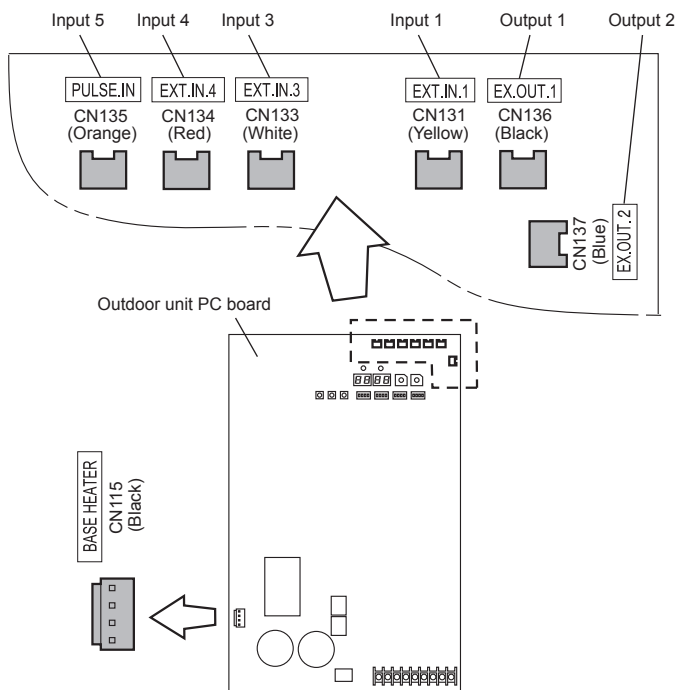 Input 5
Input 4
Input 3
Input 1
Output 1
Output 2
PULSE.IN
EXT.IN.4
EXT.IN.3
EXT.IN.1
EX.OUT.1
CN135
(Orange)
CN134
(Red)
CN133
(White)
CN131
(Yellow)
CN136
(Black)
CN137
(Blue)
EX.OUT.2
Outdoor unit PC board
88 88
BASE HEATER
CN115
(Black)